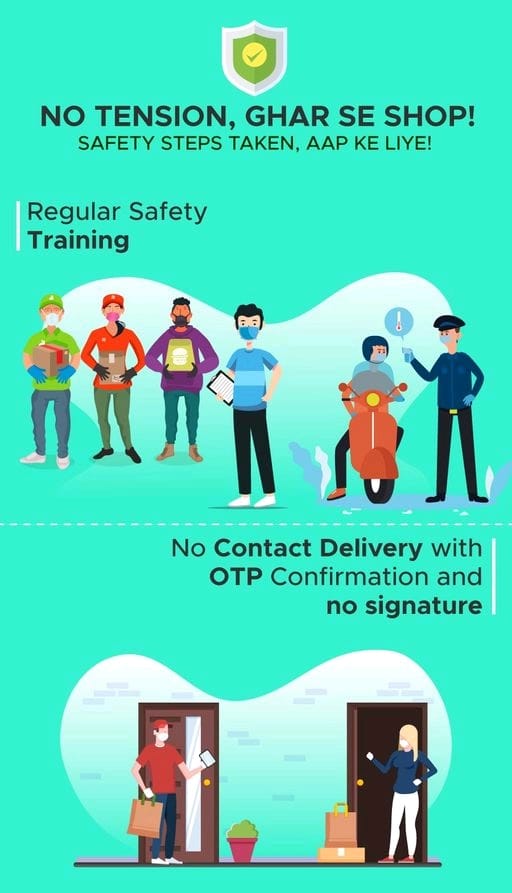 NO TENSION, GHAR SE SHOP!
SAFETY STEPS TAKEN, AAP KE LIYE!
Regular Safety
Training
No Contact Delivery with
OTP Confirmation and
no signature